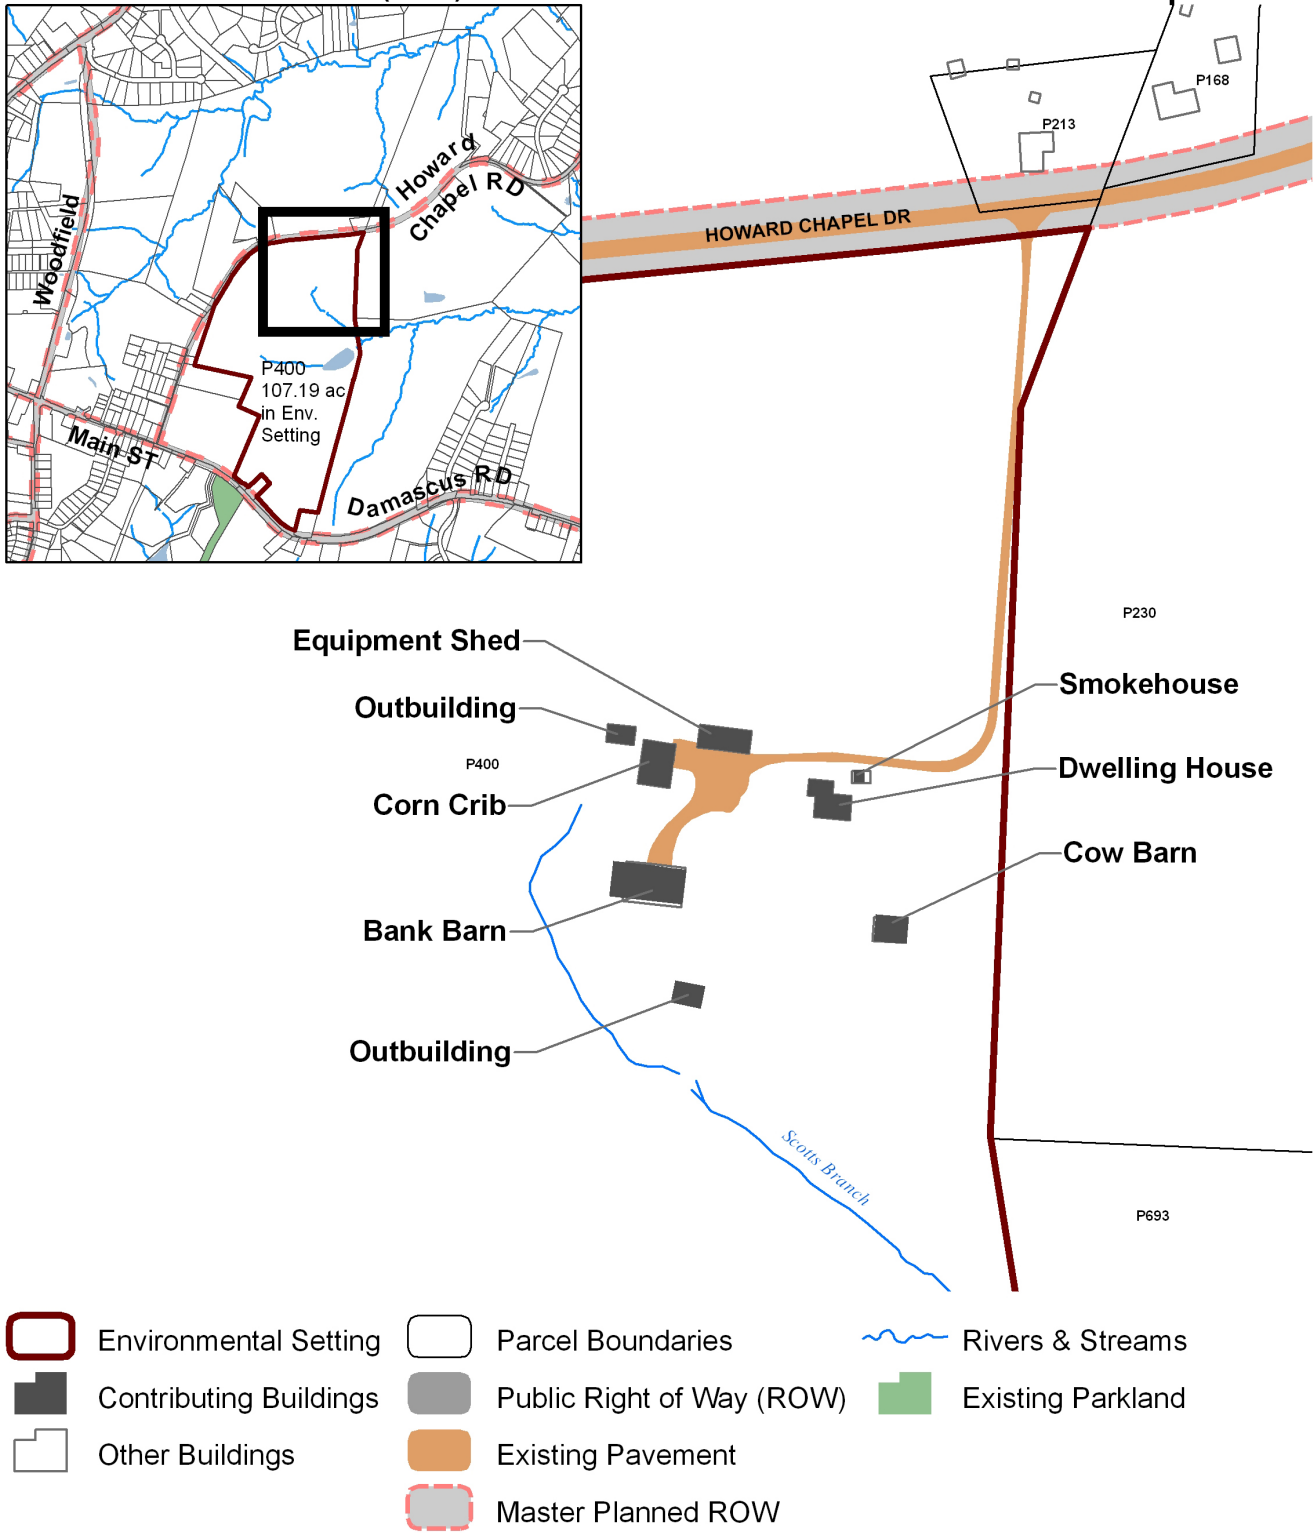 P168
P213
Howard
Chapel RD
Woodfield
HOWARD CHAPEL DR
P400
107.19 ac
in Env.
Setting
Main ST
Damascus RD
P230
Equipment Shed
Smokehouse
Outbuilding
P400
Dwelling House
Corn Crib
Cow Barn
Bank Barn
Outbuilding
Scotts Branch
P693
Environmental Setting
Parcel Boundaries
Rivers & Streams
Contributing Buildings
Public Right of Way (ROW)
Existing Parkland
Other Buildings
Existing Pavement
Master Planned ROW